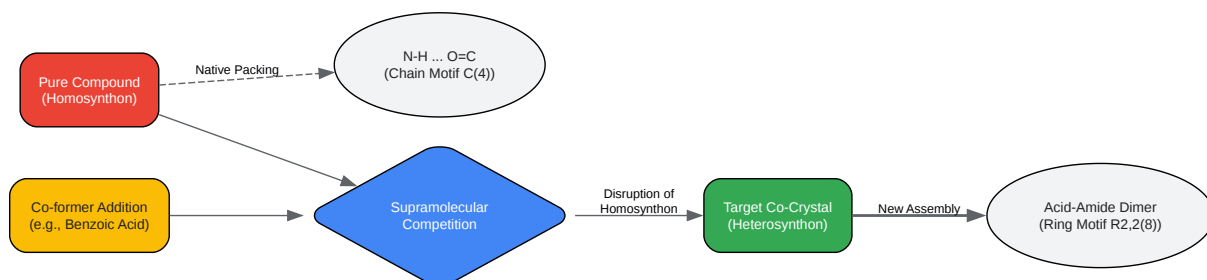 N-H ... O=C
(Chain Motif C(4))
Native Packing
Pure Compound
(Homosynthon)
Co-former Addition
(e.g., Benzoic Acid)
Supramolecular
Competition
Disruption of
Homosynthon
Target Co-Crystal
(Heterosynthon)
New Assembly
Acid-Amide Dimer
(Ring Motif R2,2(8))